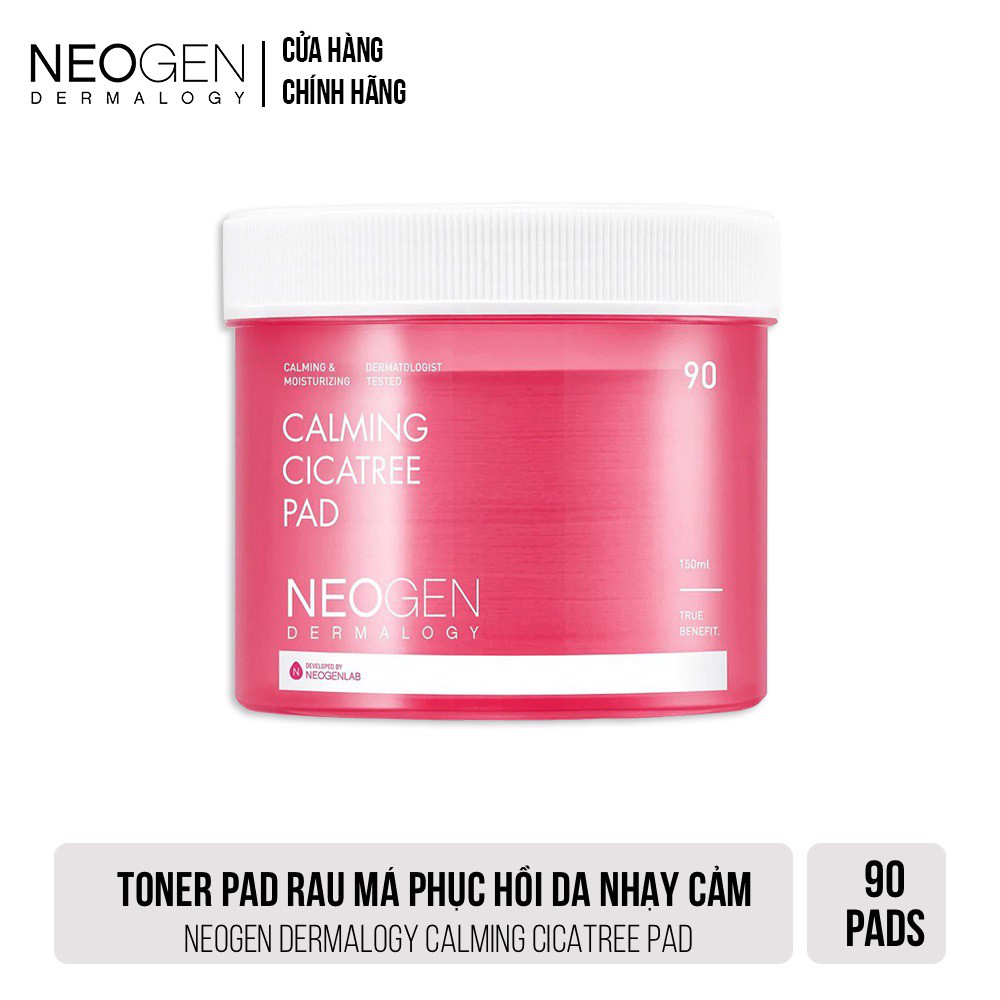 NEOGEN
DERMALOGY
CỬA HÀNG
CHÍNH HÃNG
CALMING &
MOISTURIZING
DERMATOLOGIST
TESTED
90
CALMING
CICATREE
PAD
150ml
NEOGEN
DERMALOGY
TRUE
BENEFIT.
N
DEVELOPED BY
NEOGENLAB
TONER PAD RAU MÁ PHỤC HỒI DA NHẠY CẢM
NEOGEN DERMALOGY CALMING CICATREE PAD
90
PADS